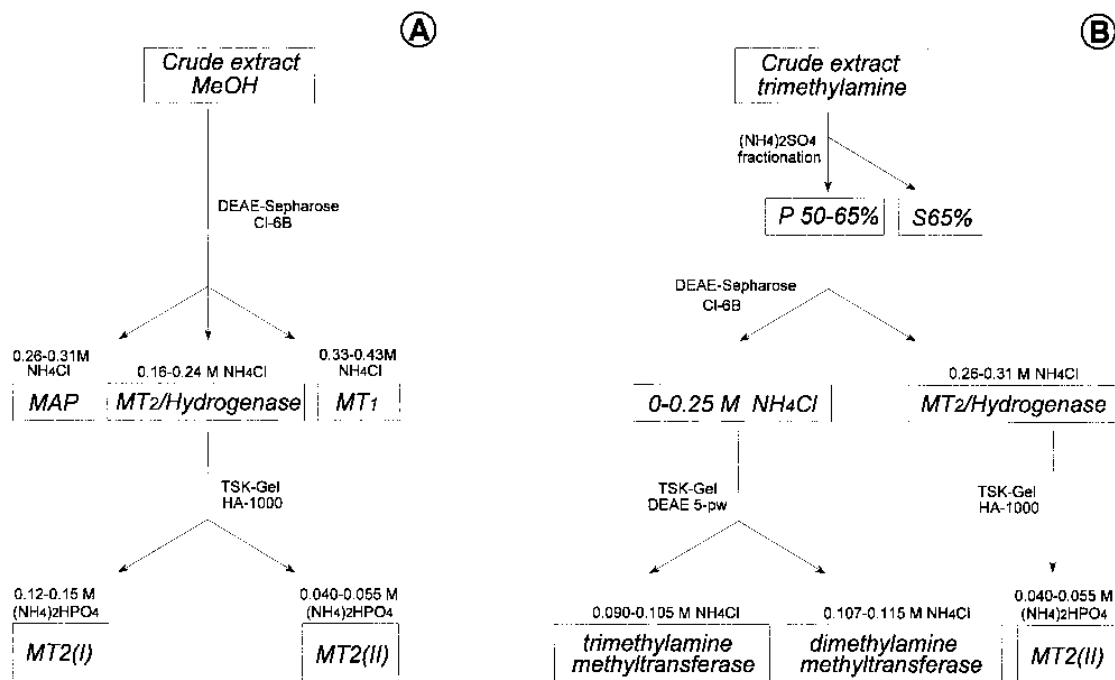 A
Crude extract
MeOH
DEAE-Sepharose
Cl-6B
0.26-0.31M
NH4Cl
MAP
0.16-0.24 M NH4Cl
MT2/Hydrogenase
0.33-0.43M
NH4Cl
MT1
TSK-Gel
HA-1000
0.12-0.15 M
(NH4)2HPO4
MT2(I)
0.040-0.055 M
(NH4)2HPO4
MT2(II)
B
Crude extract
trimethylamine
(NH4)2SO4
fractionation
P 50-65%
S65%
DEAE-Sepharose
Cl-6B
0-0.25 M NH4Cl
0.26-0.31 M NH4Cl
MT2/Hydrogenase
TSK-Gel
DEAE 5-pw
TSK-Gel
HA-1000
0.090-0.105 M NH4Cl
trimethylamine
methyltransferase
0.107-0.115 M NH4Cl
dimethylamine
methyltransferase
0.040-0.055 M
(NH4)2HPO4
MT2(II)